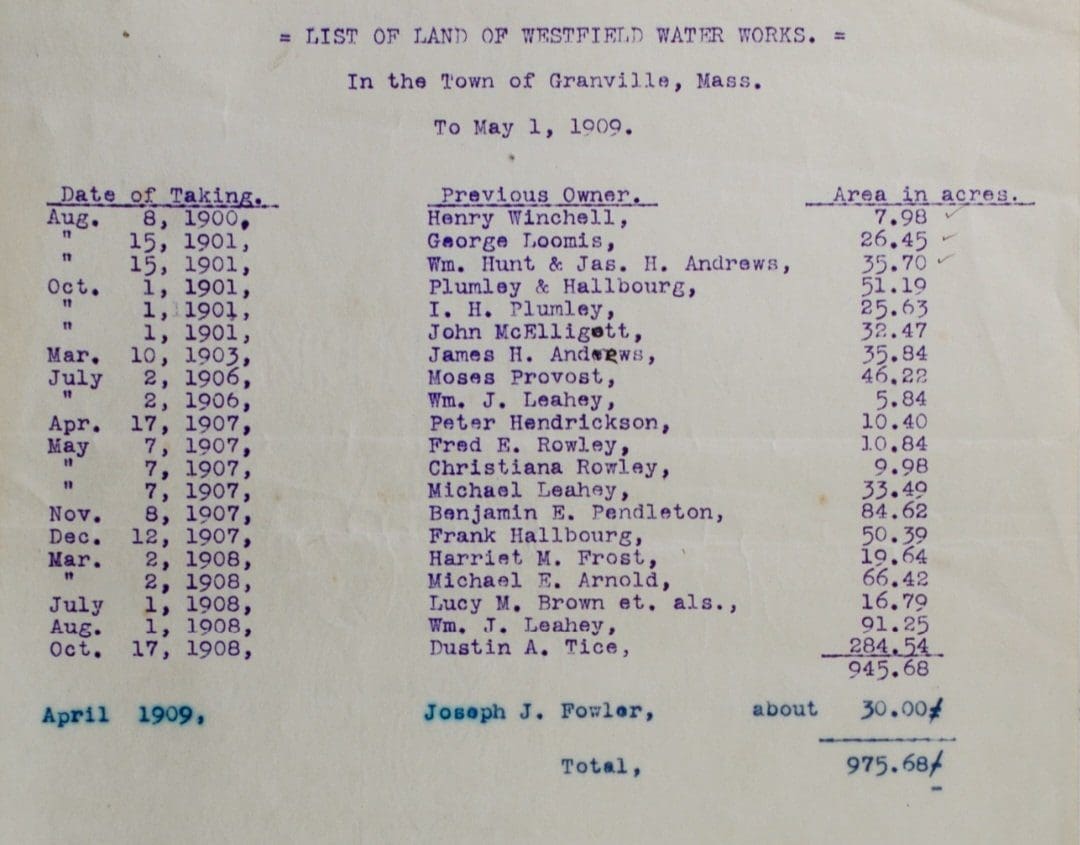 = LIST OF LAND OF WESTFIELD WATER WORKS. =
In the Town of Granville, Mass.
To May 1, 1909.
Date of Taking. Previous Owner. Area in acres.
Aug. 8, 1900, Henry Winchell, 7.98 ✓
" 15, 1901, George Loomis, 26.45 ✓
" 15, 1901, Wm. Hunt & Jas. H. Andrews, 35.70 ✓
Oct. 1, 1901, Plumley & Hallbourg, 51.19
" 1, 1901, I. H. Plumley, 25.63
" 1, 1901, John McElligott, 32.47
Mar. 10, 1903, James H. Andrews, 35.84
July 2, 1906, Moses Provost, 46.22
" 2, 1906, Wm. J. Leahey, 5.84
Apr. 17, 1907, Peter Hendrickson, 10.40
May 7, 1907, Fred E. Rowley, 10.84
" 7, 1907, Christiana Rowley, 9.98
" 7, 1907, Michael Leahey, 33.49
Nov. 8, 1907, Benjamin E. Pendleton, 84.62
Dec. 12, 1907, Frank Hallbourg, 50.39
Mar. 2, 1908, Harriet M. Frost, 19.64
" 2, 1908, Michael E. Arnold, 66.42
July 1, 1908, Lucy M. Brown et. als., 16.79
Aug. 1, 1908, Wm. J. Leahey, 91.25
Oct. 17, 1908, Dustin A. Tice, 284.54
945.68
April 1909, Joseph J. Fowler, about 30.00
Total, 975.68